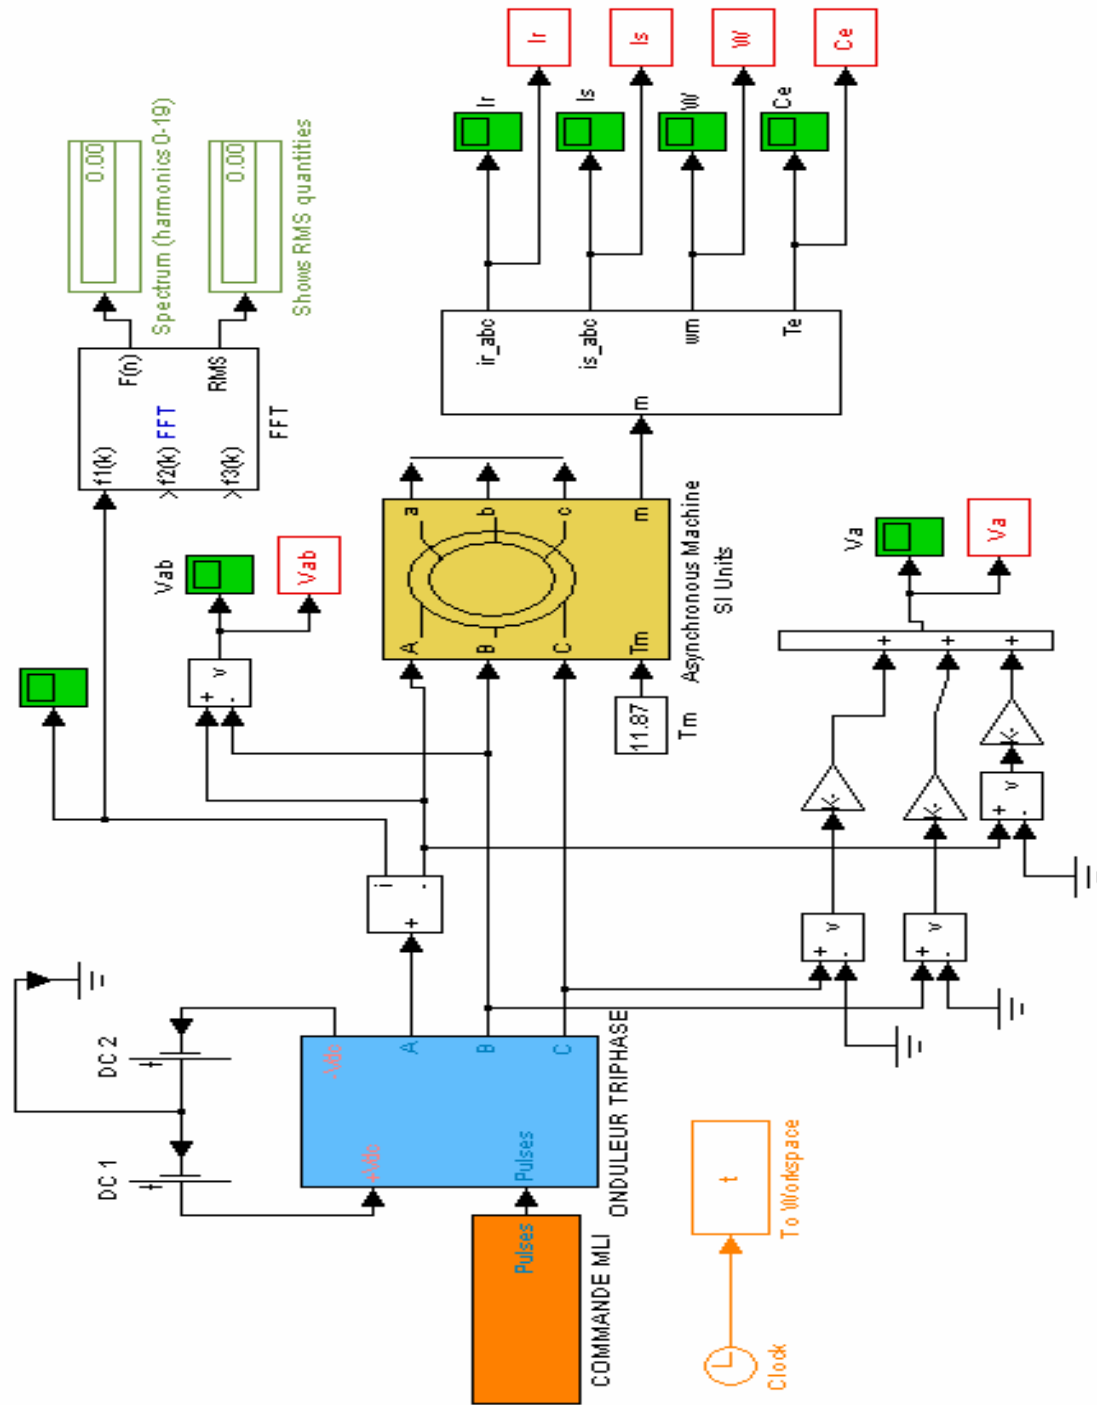 DC 1
DC 2
+Vdc
-Vdc
Pulses
A
B
C
ONDULEUR TRIPHASE
Pulses
COMMANDE MLI
Clock
t
To Workspace
+
-
i
+
-
v
Vab
Vab
f1(k)
f2(k)
f3(k)
FFT
F(n)
RMS
FFT
0.00
Spectrum (harmonics 0-19)
0.00
Shows RMS quantities
A
B
C
Tm
a
b
c
m
Asynchronous Machine
SI Units
11.87
Tm
m
ir_abc
is_abc
wm
Te
Ir
Is
W
Ce
Ir
Is
W
Ce
+
-
v
+
-
v
+
-
v
K-
K-
K-
+
+
+
Va
Va